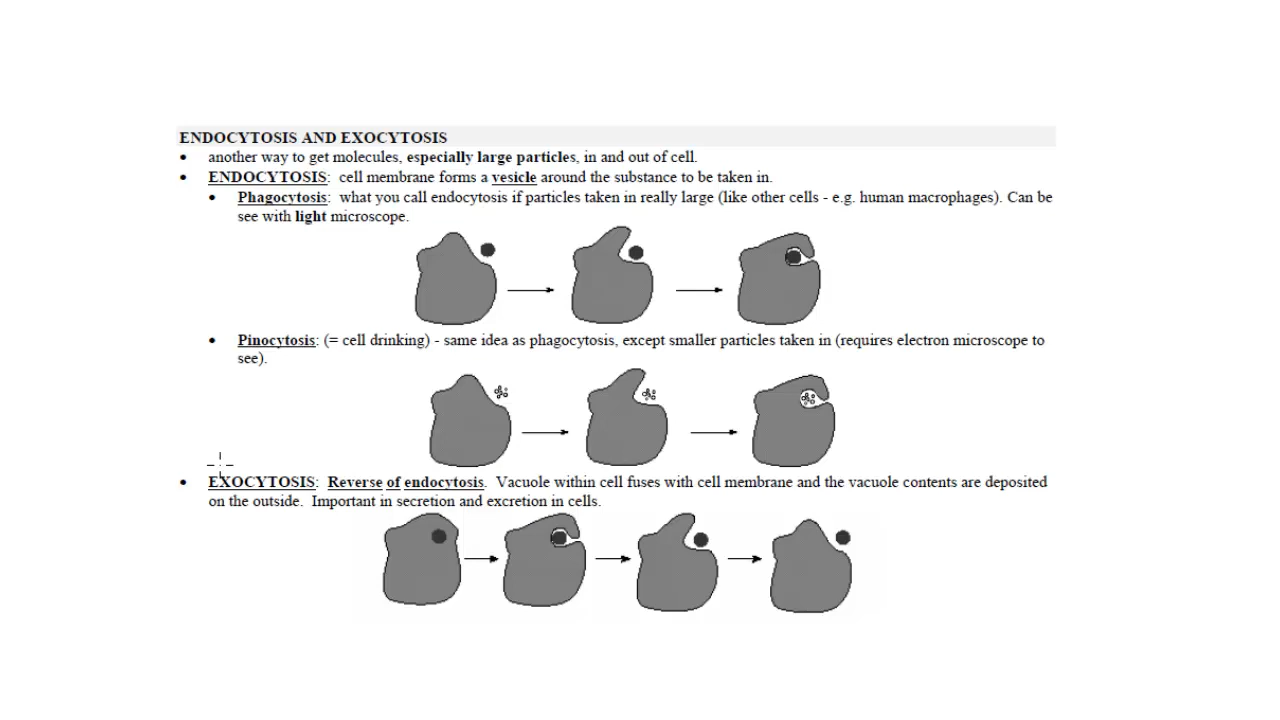 ENDOCYTOSIS AND EXOCYTOSIS
• another way to get molecules, especially large particles, in and out of cell.
• ENDOCYTOSIS: cell membrane forms a vesicle around the substance to be taken in.
• Phagocytosis: what you call endocytosis if particles taken in really large (like other cells - e.g. human macrophages). Can be
see with light microscope.
• Pinocytosis: (= cell drinking) - same idea as phagocytosis, except smaller particles taken in (requires electron microscope to
see).
• EXOCYTOSIS: Reverse of endocytosis. Vacuole within cell fuses with cell membrane and the vacuole contents are deposited
on the outside. Important in secretion and excretion in cells.